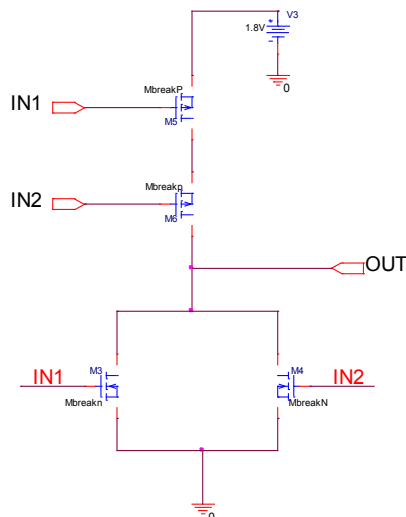 V3
1.8V
0
MbreakP
IN1
M5
Mbreakp
IN2
M6
OUT
M3
IN1
Mbreakn
M4
IN2
MbreakN
0